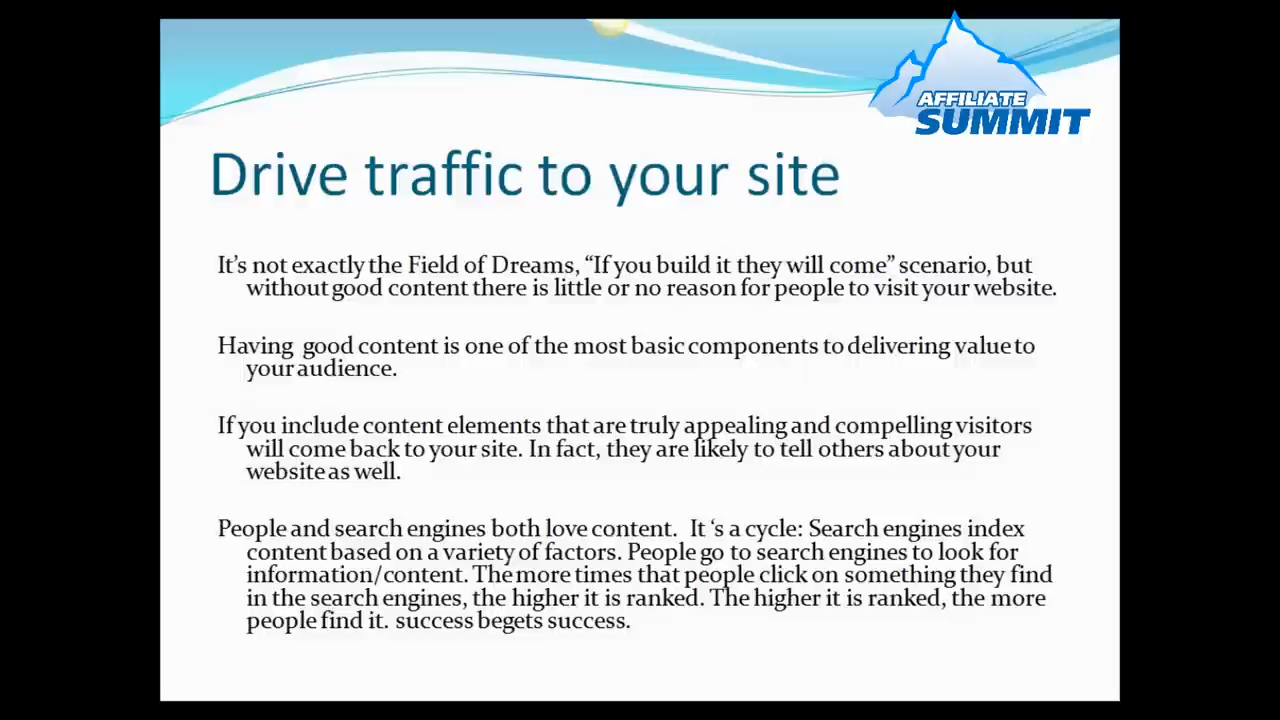 AFFILIATE
SUMMIT
Drive traffic to your site
It's not exactly the Field of Dreams, “If you build it they will come” scenario, but
without good content there is little or no reason for people to visit your website.
Having good content is one of the most basic components to delivering value to
your audience.
If you include content elements that are truly appealing and compelling visitors
will come back to your site. In fact, they are likely to tell others about your
website as well.
People and search engines both love content. It ‘s a cycle: Search engines index
content based on a variety of factors. People go to search engines to look for
information/content. The more times that people click on something they find
in the search engines, the higher it is ranked. The higher it is ranked, the more
people find it. success begets success.